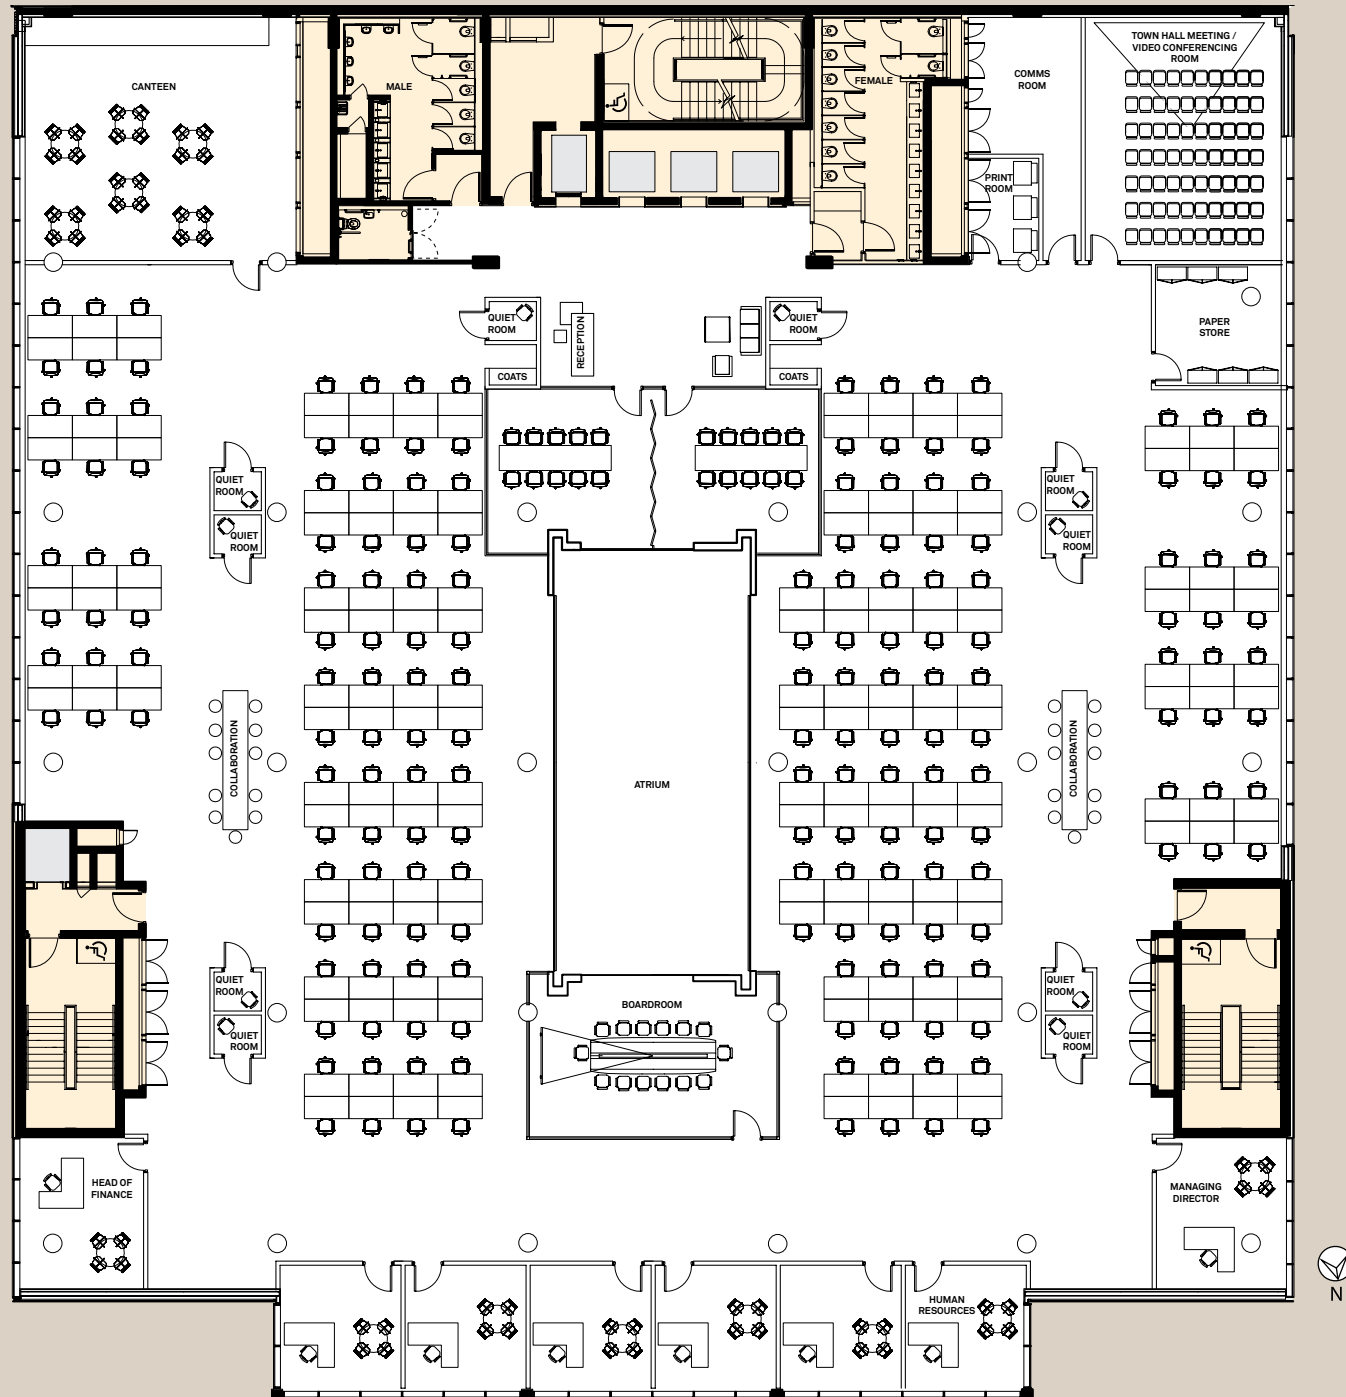 TOWN HALL MEETING /
VIDEO CONFERENCING
ROOM
CANTEEN
MALE
FEMALE
COMMS
ROOM
PRINT
ROOM
QUIET
ROOM
RECEPTION
QUIET
ROOM
PAPER
STORE
COATS
COATS
QUIET
ROOM
QUIET
ROOM
QUIET
ROOM
QUIET
ROOM
COLLABORATION
COLLABORATION
ATRIUM
QUIET
ROOM
QUIET
ROOM
BOARDROOM
QUIET
ROOM
QUIET
ROOM
HEAD OF
FINANCE
MANAGING
DIRECTOR
HUMAN
RESOURCES
N